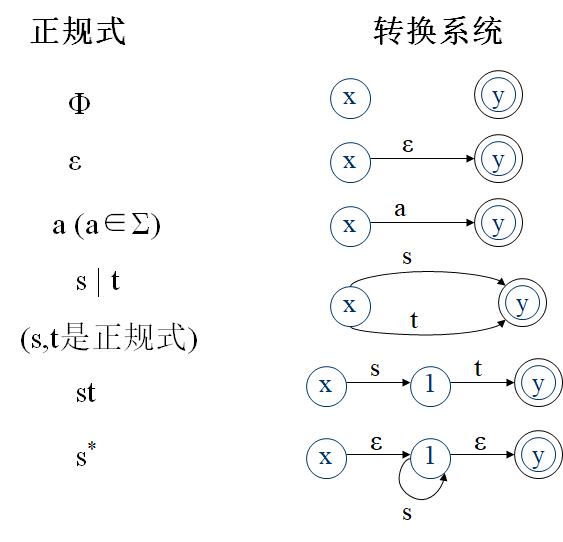 正规式 转换系统
Φ x y
ε x ε y
a (a∈Σ) x a y
s | t x s t y
(s,t是正规式)
st x s 1 t y
s* x ε 1 ε y
s